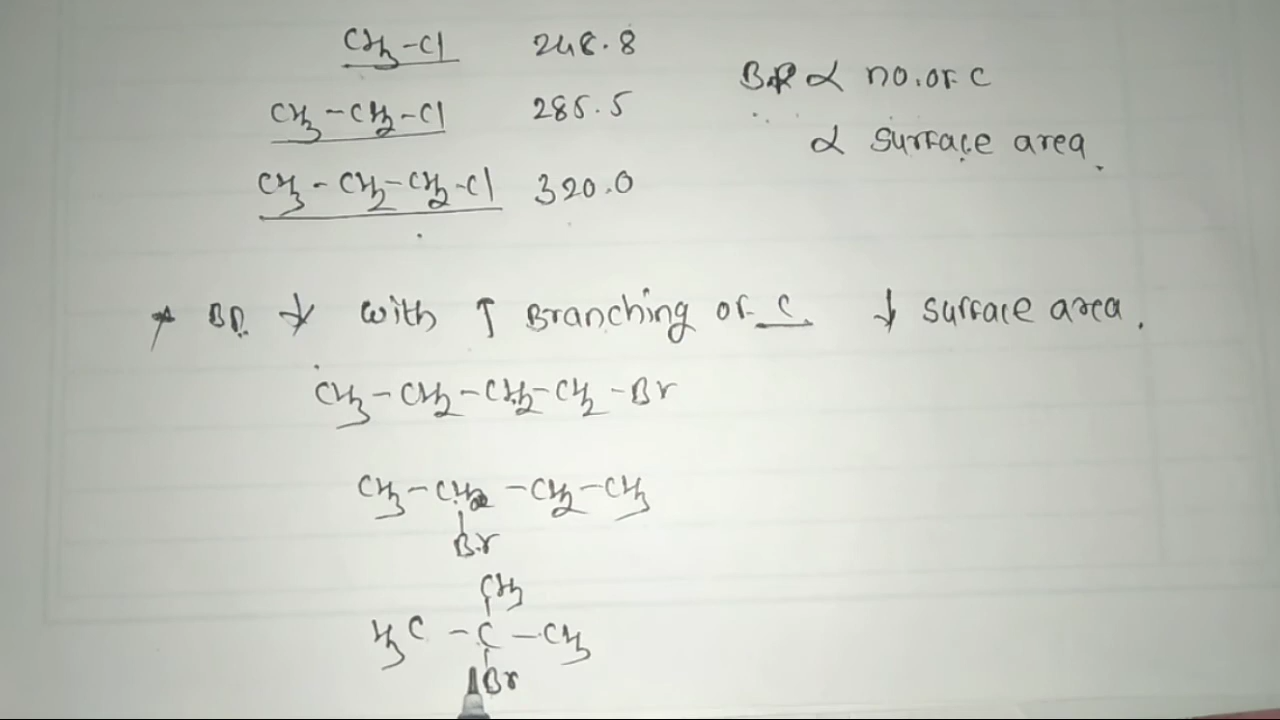 CH3-Cl 248.8
B.P ∝ no. of C
CH3-CH2-Cl 285.5
∝ surface area.
CH3-CH2-CH2-Cl 320.0
* BP. ↓ with ↑ Branching of C ↓ surface area.
CH3-CH2-CH2-CH2-Br
CH3-CH-CH2-CH3
Br
CH3
H3C-C-CH3
Br